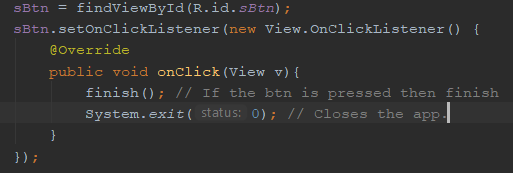 sBtn = findViewById(R.id.sBtn);
sBtn.setOnClickListener(new View.OnClickListener() {
@Override
public void onClick(View v){
finish(); // If the btn is pressed then finish
System.exit( status: 0); // Closes the app.
}
});